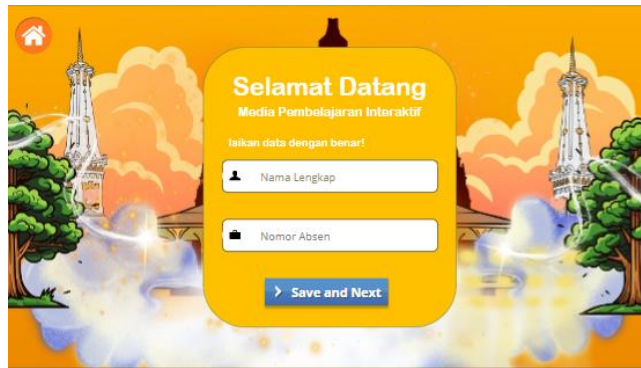 Selamat Datang
Media Pembelajaran Interaktif
Isikan data dengan benar!
Nama Lengkap
Nomor Absen
Save and Next